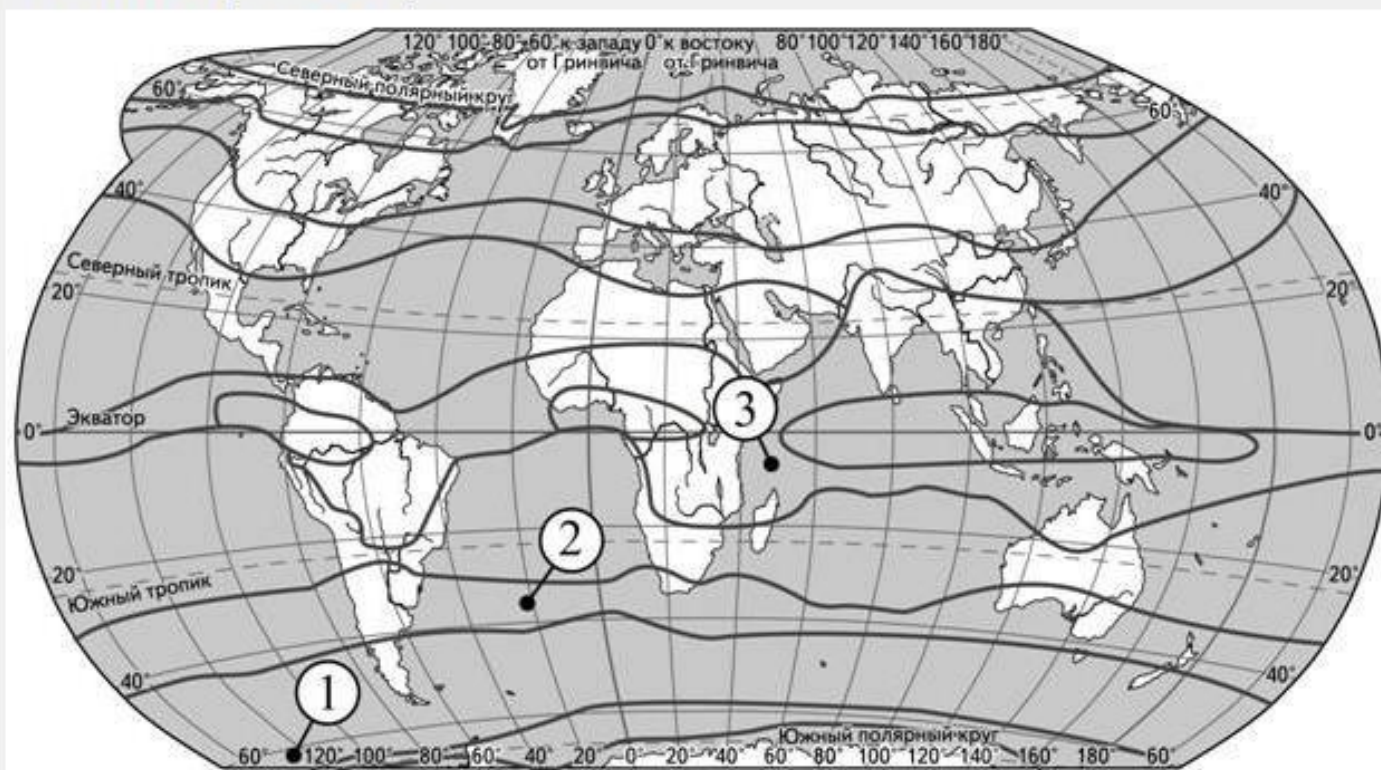 120° 100° 80° 60° к западу 0° к востоку 80° 100° 120° 140° 160° 180°
от Гринвича от Гринвича
Северный полярный круг
60° 60°
40° 40°
Северный тропик
20° 20°
3
Экватор
0° 0°
2
20° 20°
Южный тропик
40° 40°
1
Южный полярный круг
60° 120° 100° 80° 60° 40° 20° 0° 20° 40° 60° 80° 100° 120° 140° 160° 180° 60°